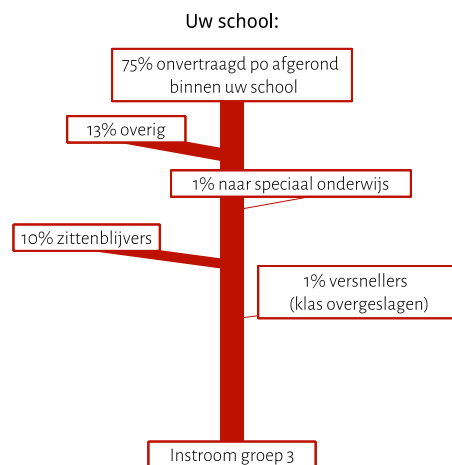 Uw school:
75% onvertraagd po afgerond
binnen uw school
13% overig
1% naar speciaal onderwijs
10% zittenblijvers
1% versnellers
(klas overgeslagen)
Instroom groep 3